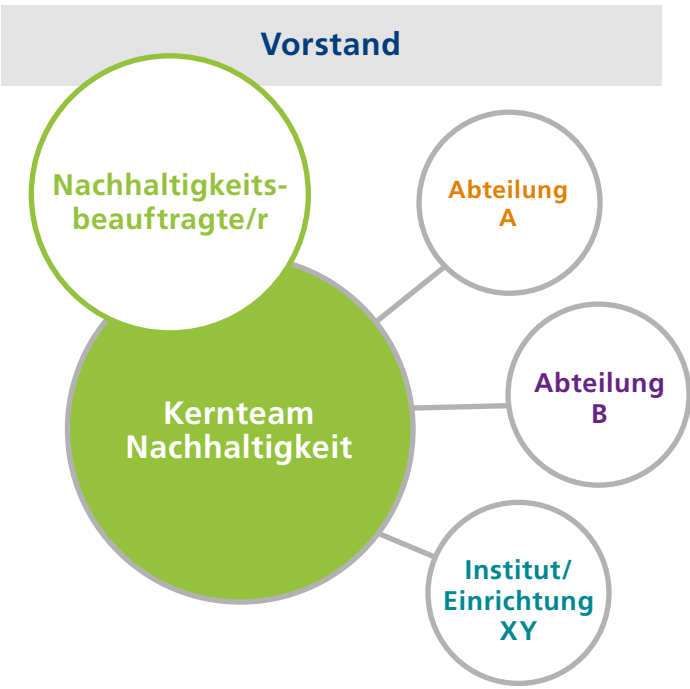 Vorstand
Nachhaltigkeits-
beauftragte/r
Abteilung
A
Abteilung
B
Kernteam
Nachhaltigkeit
Institut/
Einrichtung
XY